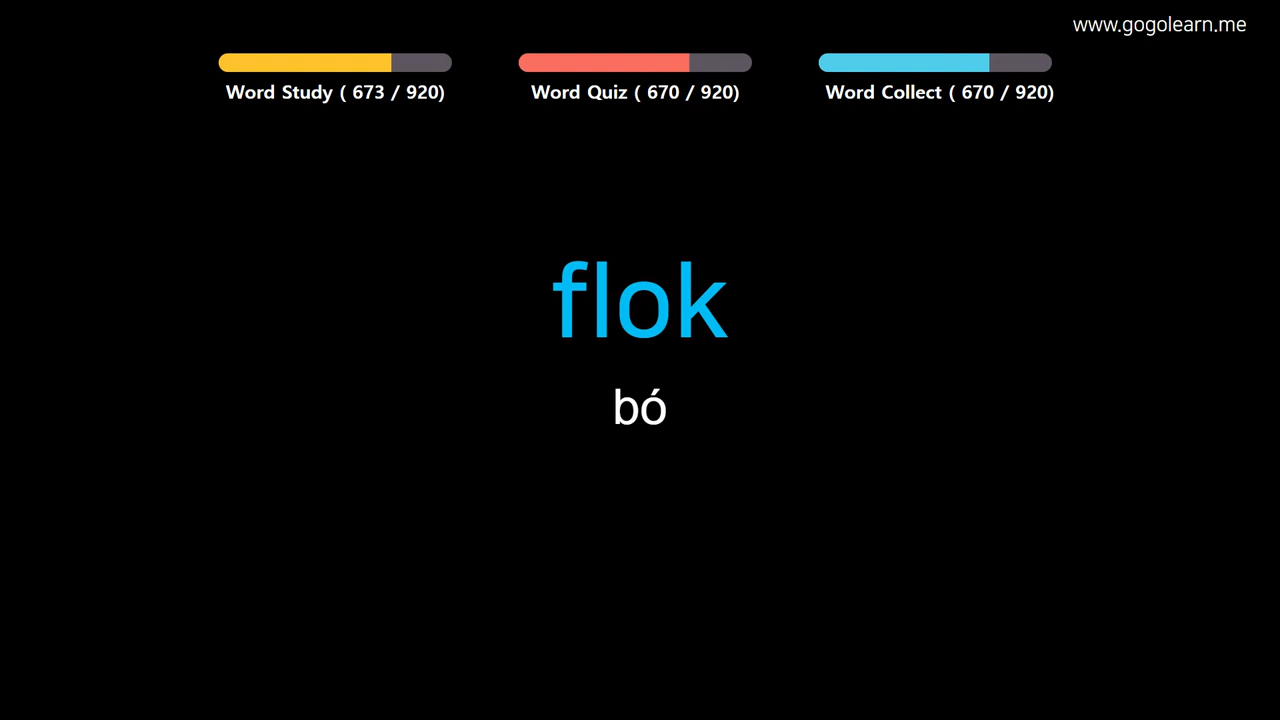 www.gogolearn.me
Word Study ( 673 / 920)
Word Quiz ( 670 / 920)
Word Collect ( 670 / 920)
flok
bó